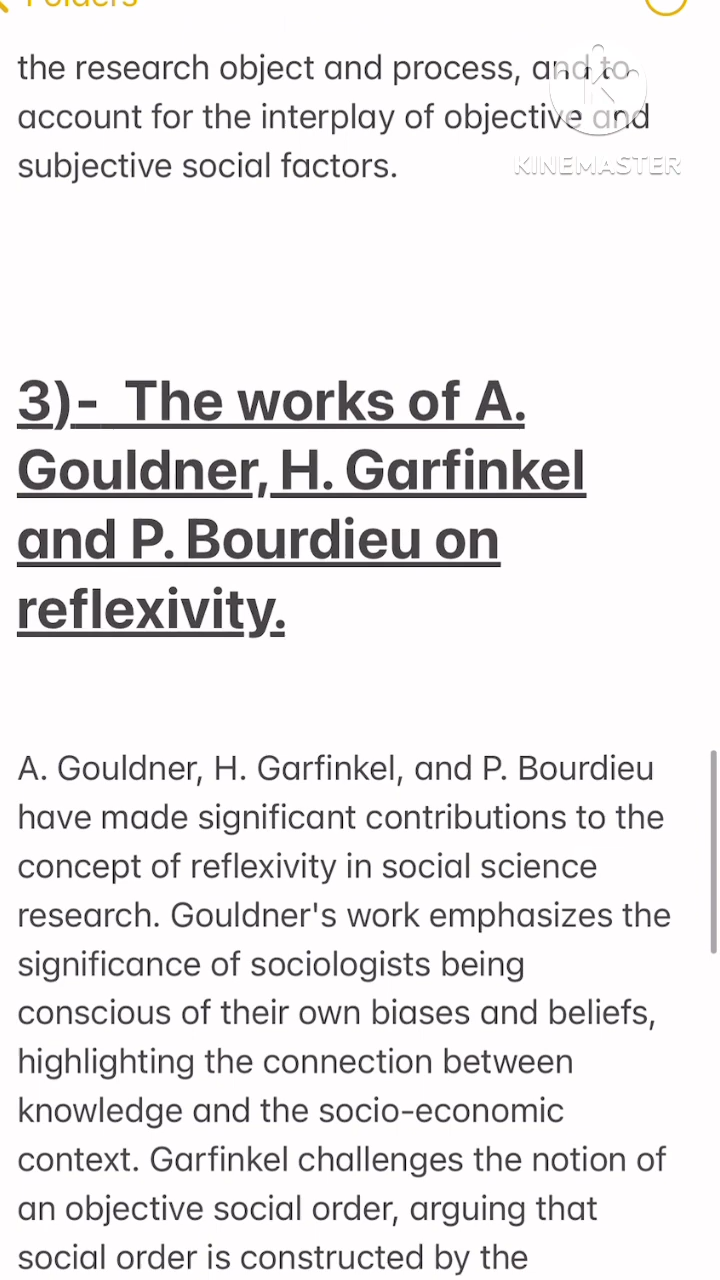 Folders
the research object and process, and to
account for the interplay of objective and
subjective social factors.
KINEMASTER
3)- The works of A.
Gouldner, H. Garfinkel
and P. Bourdieu on
reflexivity.
A. Gouldner, H. Garfinkel, and P. Bourdieu
have made significant contributions to the
concept of reflexivity in social science
research. Gouldner's work emphasizes the
significance of sociologists being
conscious of their own biases and beliefs,
highlighting the connection between
knowledge and the socio-economic
context. Garfinkel challenges the notion of
an objective social order, arguing that
social order is constructed by the